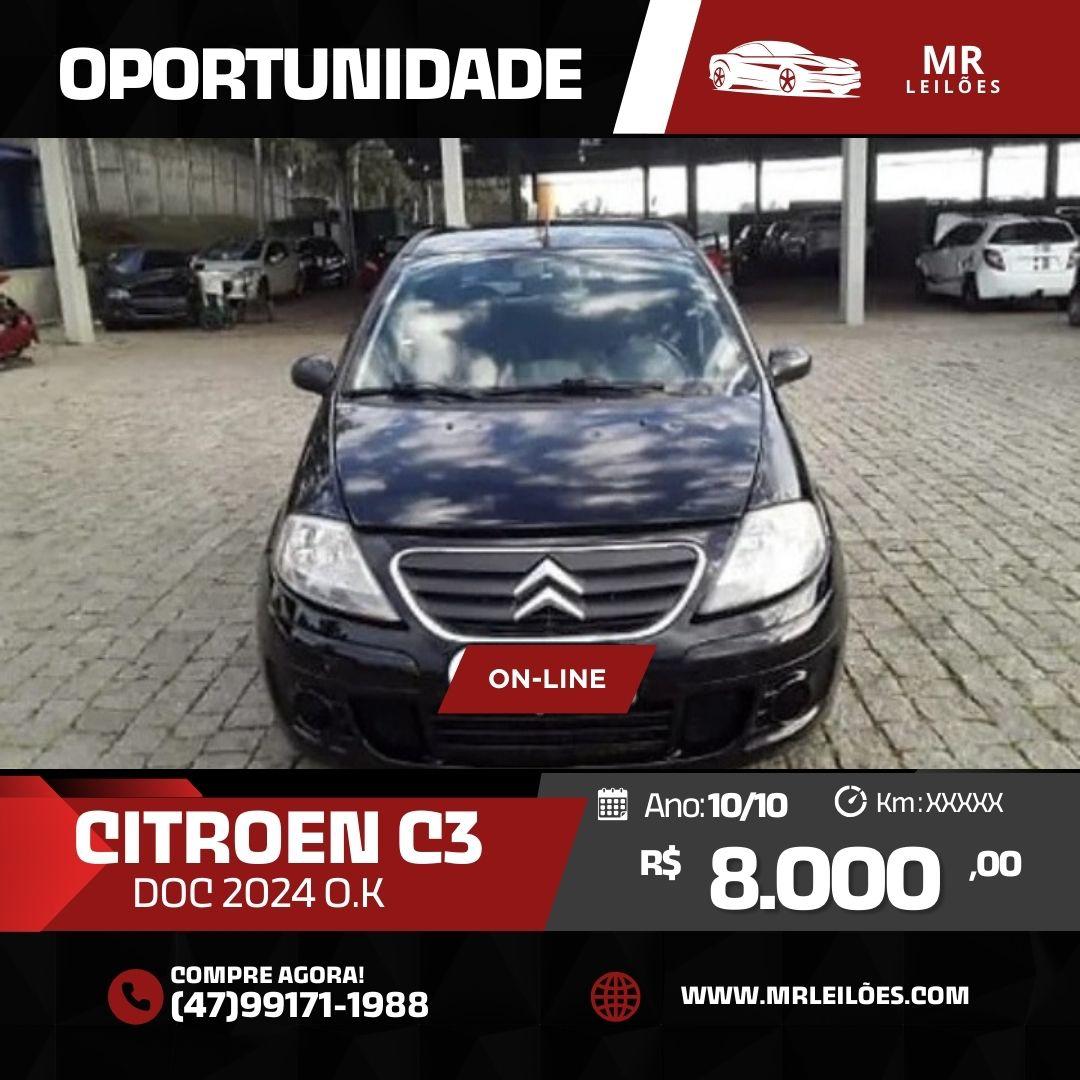 OPORTUNIDADE
MR
LEILÕES
ON-LINE
CITROEN C3
DOC 2024 O.K
Ano: 10/10
Km: XXXXX
R$ 8.000 ,00
COMPRE AGORA!
(47)99171-1988
WWW.MRLEILÕES.COM